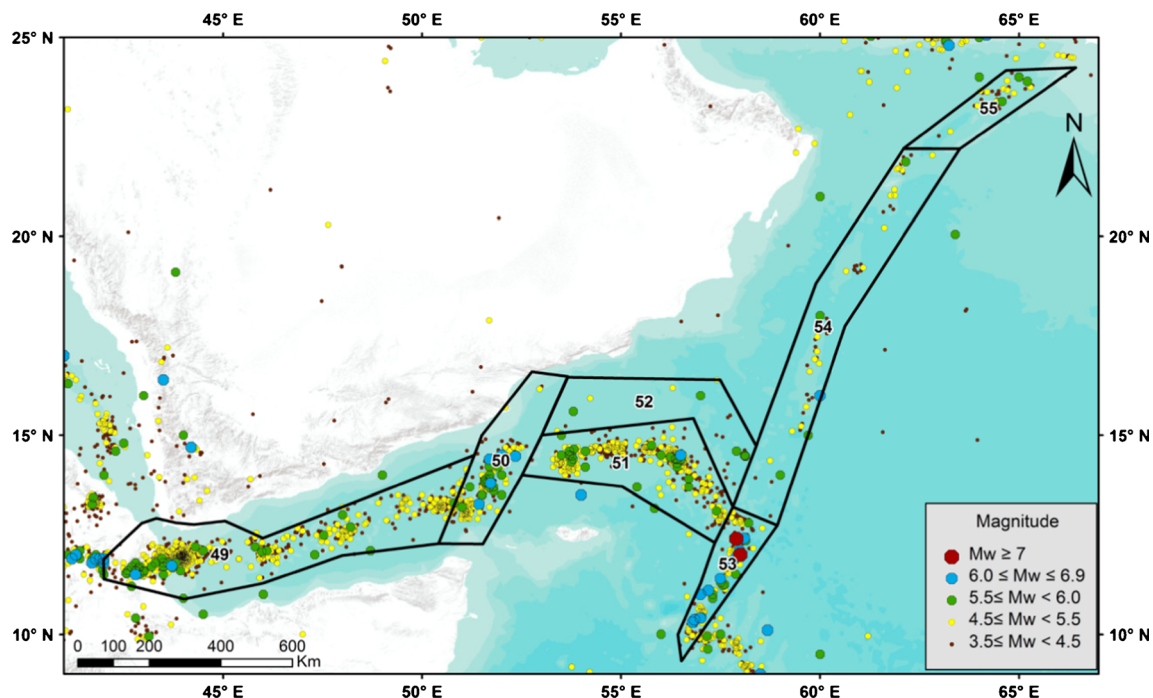 45° E 50° E 55° E 60° E 65° E
25° N
55
N
20° N 20° N
54
52
15° N 15° N
50
51
49
53
10° N 10° N
Magnitude
Mw ≥ 7
6.0 ≤ Mw ≤ 6.9
5.5≤ Mw < 6.0
4.5≤ Mw < 5.5
3.5≤ Mw < 4.5
0 100 200 400 600
Km
45° E 50° E 55° E 60° E 65° E